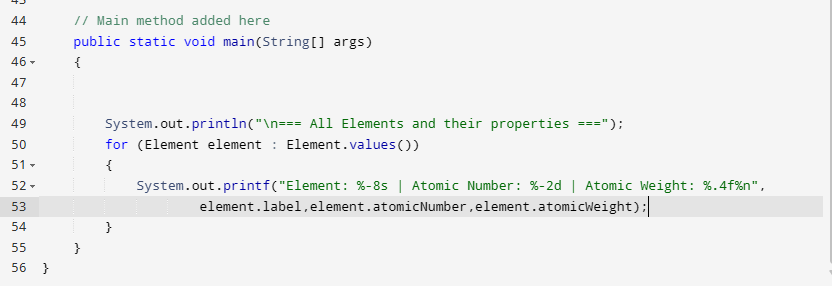 44 // Main method added here
45 public static void main(String[] args)
46 {
47
48
49 System.out.println("\n=== All Elements and their properties ===");
50 for (Element element : Element.values())
51 {
52 System.out.printf("Element: %-8s | Atomic Number: %-2d | Atomic Weight: %.4f%n",
53 element.label,element.atomicNumber,element.atomicWeight);
54 }
55 }
56 }